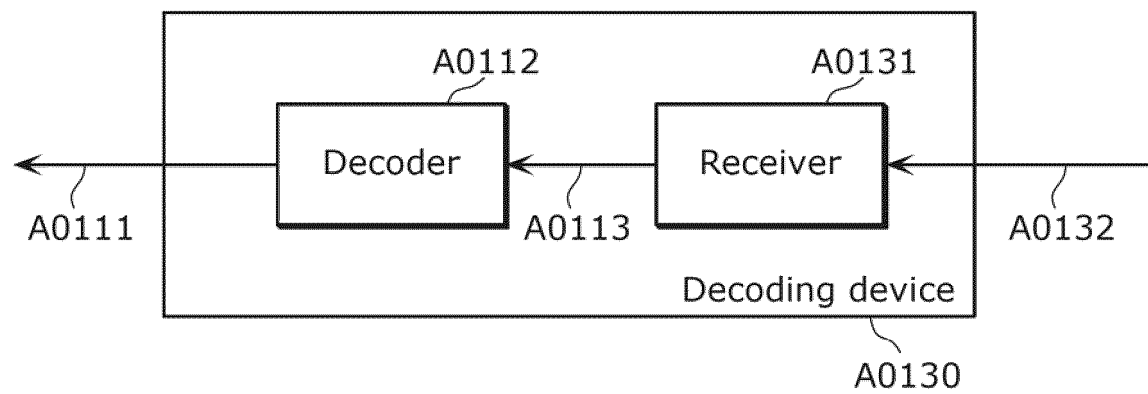 A0112
A0131
Decoder
Receiver
A0111
A0113
A0132
Decoding device
A0130